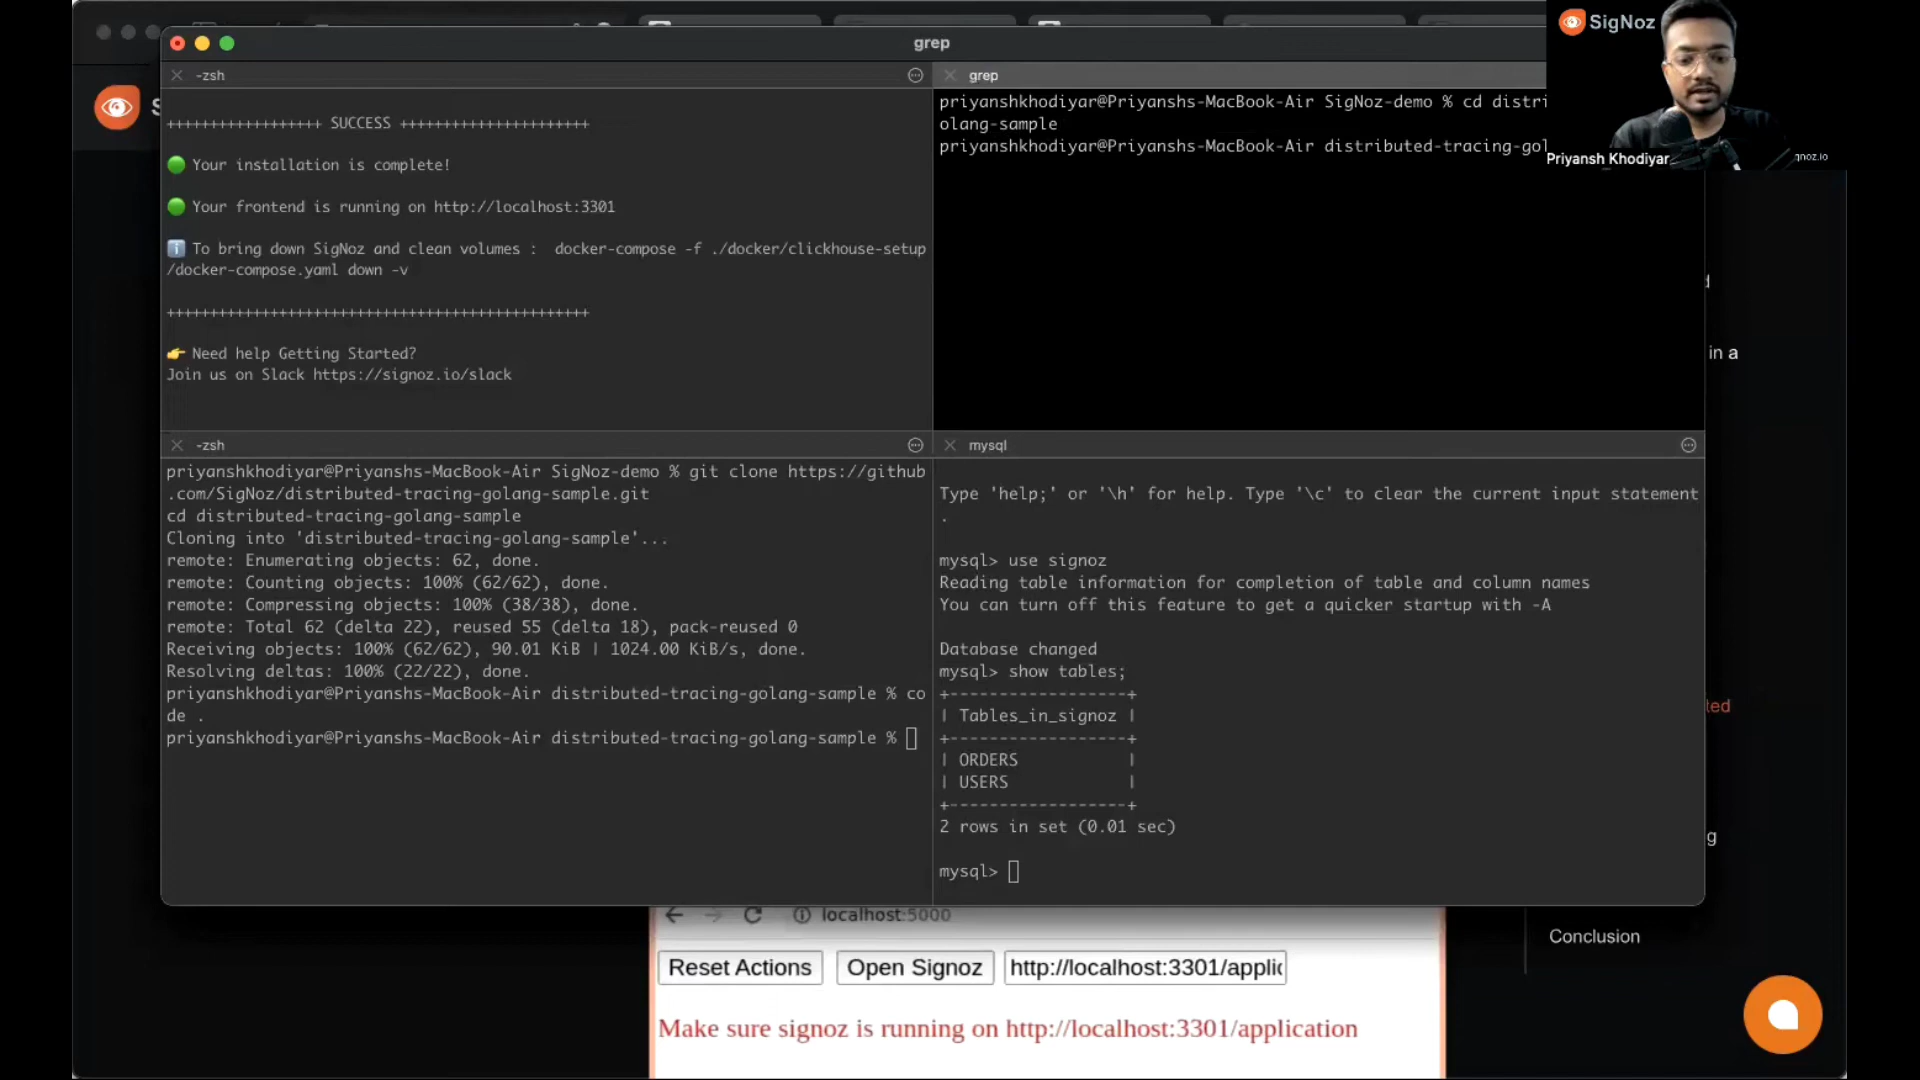 grep
-zsh
++++++++++++++++++ SUCCESS ++++++++++++++++++++++
Your installation is complete!
Your frontend is running on http://localhost:3301
To bring down SigNoz and clean volumes :  docker-compose -f ./docker/clickhouse-setup
/docker-compose.yaml down -v
+++++++++++++++++++++++++++++++++++++++++++++++++
Need help Getting Started?
Join us on Slack https://signoz.io/slack
grep
priyanshkhodiyar@Priyanshs-MacBook-Air SigNoz-demo % cd distri
olang-sample
priyanshkhodiyar@Priyanshs-MacBook-Air distributed-tracing-gol
SigNoz
Priyansh Khodiyar
-zsh
priyanshkhodiyar@Priyanshs-MacBook-Air SigNoz-demo % git clone https://github
.com/SigNoz/distributed-tracing-golang-sample.git
cd distributed-tracing-golang-sample
Cloning into 'distributed-tracing-golang-sample'...
remote: Enumerating objects: 62, done.
remote: Counting objects: 100% (62/62), done.
remote: Compressing objects: 100% (38/38), done.
remote: Total 62 (delta 22), reused 55 (delta 18), pack-reused 0
Receiving objects: 100% (62/62), 90.01 KiB | 1024.00 KiB/s, done.
Resolving deltas: 100% (22/22), done.
priyanshkhodiyar@Priyanshs-MacBook-Air distributed-tracing-golang-sample % co
de .
priyanshkhodiyar@Priyanshs-MacBook-Air distributed-tracing-golang-sample %
mysql
Type 'help;' or '\h' for help. Type '\c' to clear the current input statement
.
mysql> use signoz
Reading table information for completion of table and column names
You can turn off this feature to get a quicker startup with -A
Database changed
mysql> show tables;
+------------------+
| Tables_in_signoz |
+------------------+
| ORDERS           |
| USERS            |
+------------------+
2 rows in set (0.01 sec)
mysql>
in a
Conclusion
localhost:5000
Reset Actions
Open Signoz
http://localhost:3301/applic
Make sure signoz is running on http://localhost:3301/application